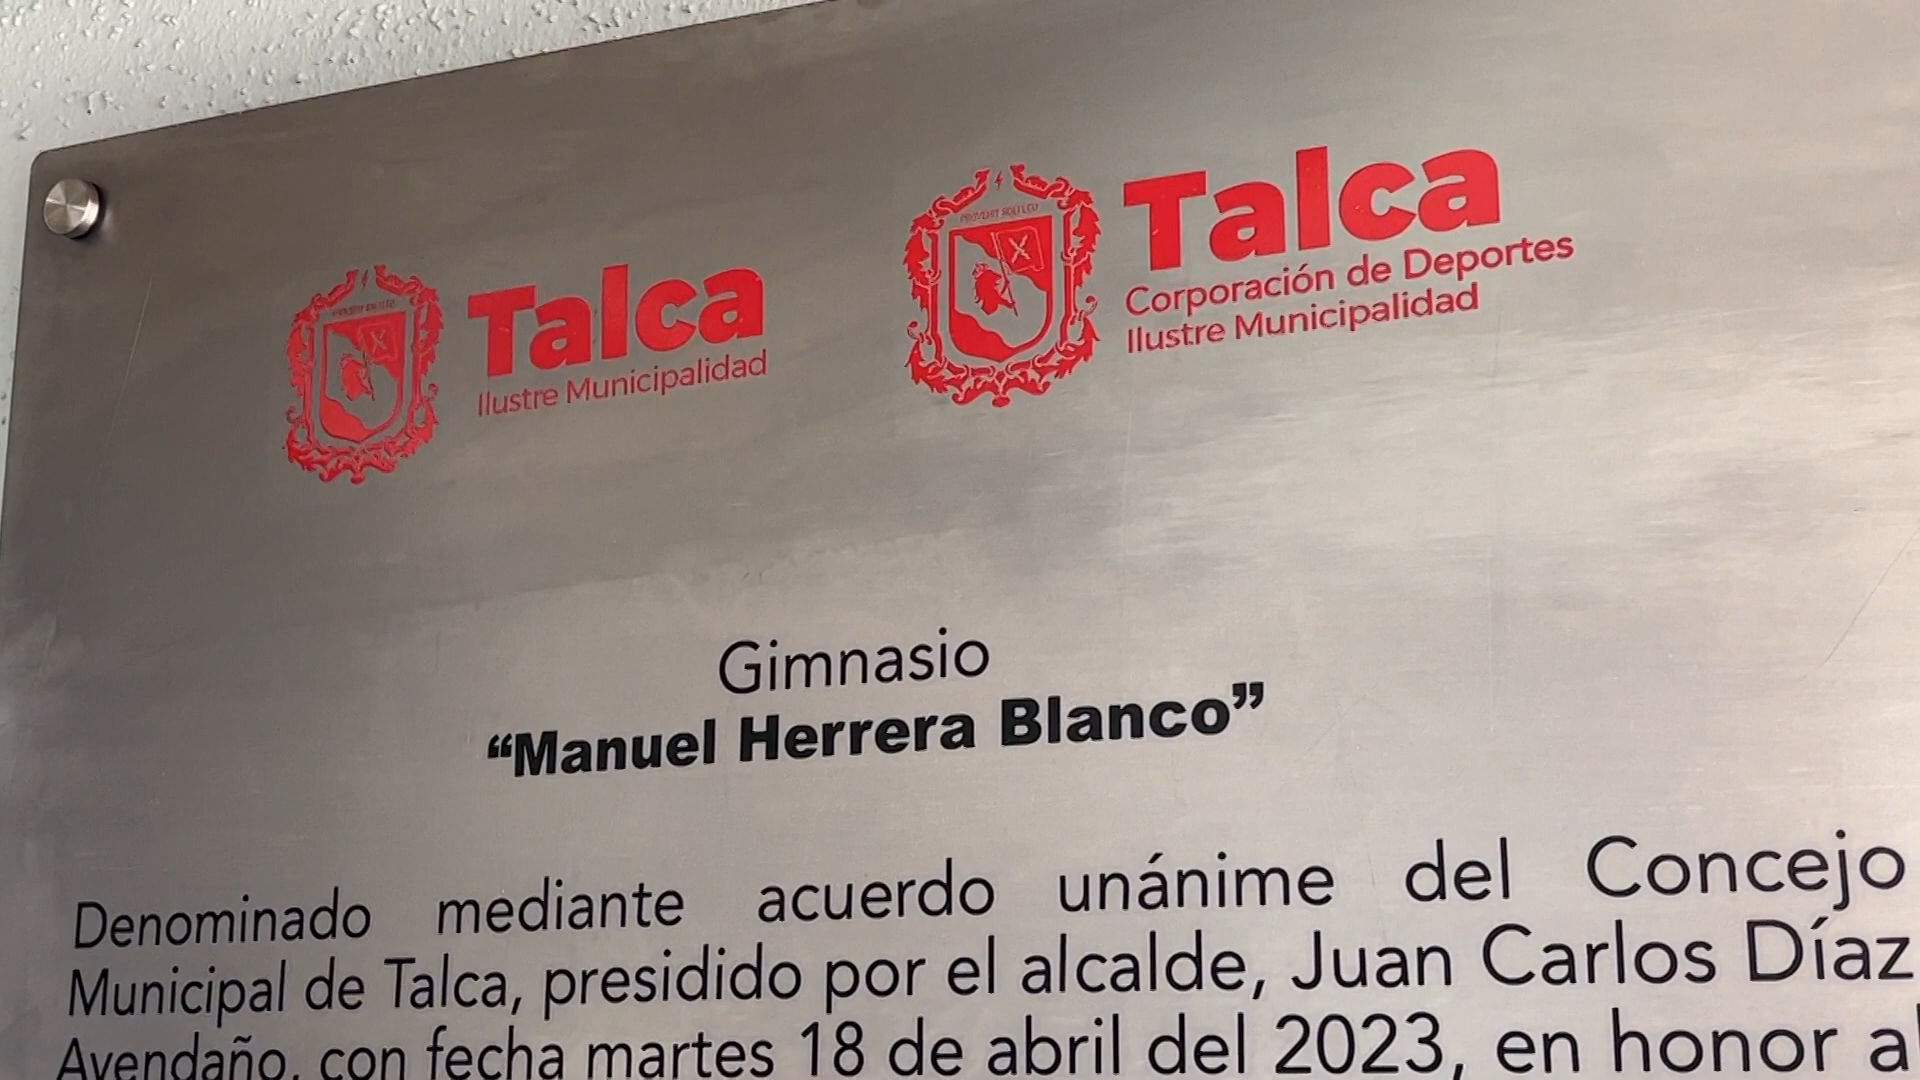 Talca
Ilustre Municipalidad
Talca
Corporación de Deportes
Ilustre Municipalidad
Gimnasio
“Manuel Herrera Blanco”
Denominado mediante acuerdo unánime del Concejo
Municipal de Talca, presidido por el alcalde, Juan Carlos Díaz
Avendaño, con fecha martes 18 de abril del 2023, en honor al